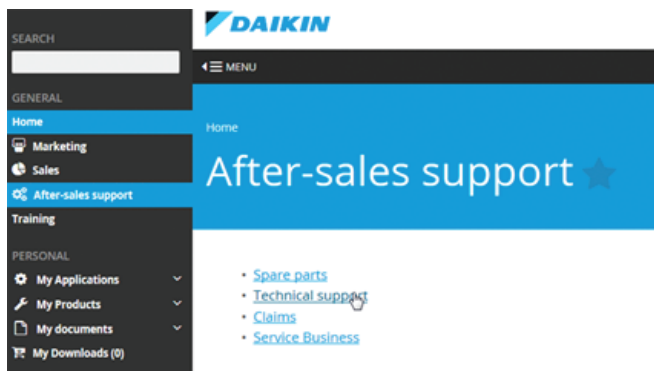 SEARCH
GENERAL
Home
Marketing
Sales
After-sales support
Training
PERSONAL
My Applications
My Products
My documents
My Downloads (0)
DAIKIN
MENU
Home
After-sales support
Spare parts
Technical support
Claims
Service Business